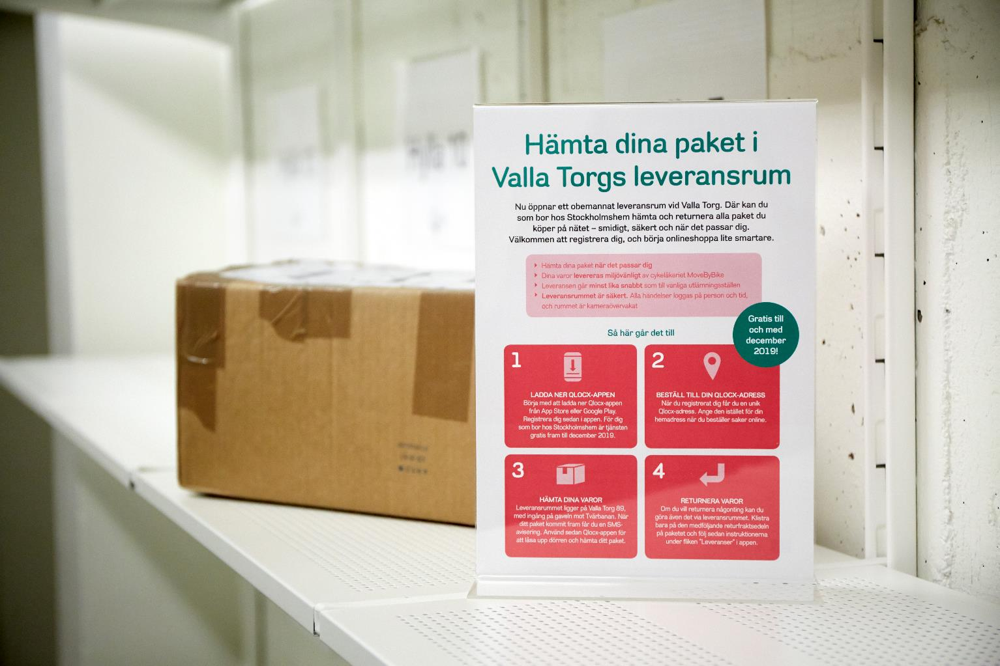 Hylla 12
Hämta dina paket i
Valla Torgs leveransrum
Nu öppnar ett obemannat leveransrum vid Valla Torg. Där kan du
som bor hos Stockholmshem hämta och returnera alla paket du
köper på nätet – smidigt, säkert och när det passar dig.
Välkommen att registrera dig, och börja onlineshoppa lite smartare.
Hämta dina paket när det passar dig
Dina varor levereras miljövänligt av cykelåkeriet MoveByBike
Leveransen går minst lika snabbt som till vanliga utlämningsställen
Leveransrummet är säkert. Alla händelser loggas på person och tid,
och rummet är kameraövervakat
Gratis till
och med
december
2019!
Så här går det till
1
LADDA NER QLOCX-APPEN
Börja med att ladda ner Qlocx-appen
från App Store eller Google Play.
Registrera dig sedan i appen. För dig
som bor hos Stockholmshem är tjänsten
gratis fram till december 2019.
2
BESTÄLL TILL DIN QLOCX-ADRESS
När du registrerat dig får du en unik
Qlocx-adress. Ange den istället för din
hemadress när du beställer saker online.
3
HÄMTA DINA VAROR
Leveransrummet ligger på Valla Torg 89,
med ingång på gaveln mot Tvärbanan. När
ditt paket kommit fram får du en SMS-
avisering. Använd sedan Qlocx-appen för
att låsa upp dörren och hämta ditt paket.
4
RETURNERA VAROR
Om du vill returnera någonting kan du
göra även det via leveransrummet. Klistra
bara på den medföljande returfraktsedeln
på paketet och följ sedan instruktionerna
under fliken "Leveranser" i appen.